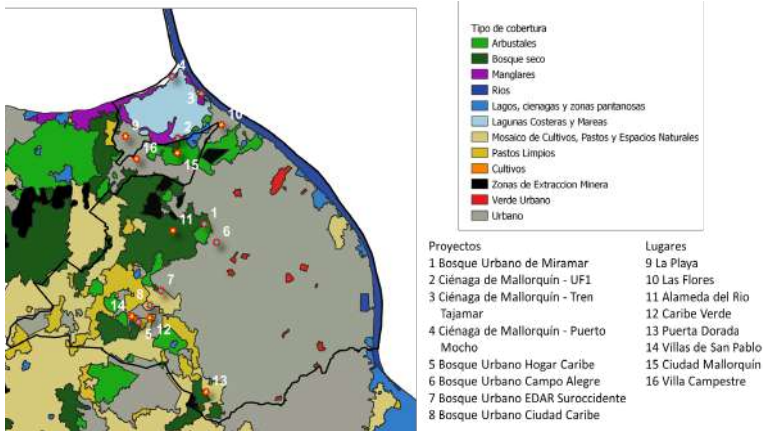 4
3
10
9
2
16
15
1
11
6
7
8
14
5
12
13
Tipo de cobertura
Arbustales
Bosque seco
Manglares
Rios
Lagos, cienagas y zonas pantanosas
Lagunas Costeras y Mareas
Mosaico de Cultivos, Pastos y Espacios Naturales
Pastos Limpios
Cultivos
Zonas de Extraccion Minera
Verde Urbano
Urbano
Proyectos
1 Bosque Urbano de Miramar
2 Ciénaga de Mallorquín - UF1
3 Ciénaga de Mallorquín - Tren
Tajamar
4 Ciénaga de Mallorquín - Puerto
Mocho
5 Bosque Urbano Hogar Caribe
6 Bosque Urbano Campo Alegre
7 Bosque Urbano EDAR Suroccidente
8 Bosque Urbano Ciudad Caribe
Lugares
9 La Playa
10 Las Flores
11 Alameda del Rio
12 Caribe Verde
13 Puerta Dorada
14 Villas de San Pablo
15 Ciudad Mallorquín
16 Villa Campestre